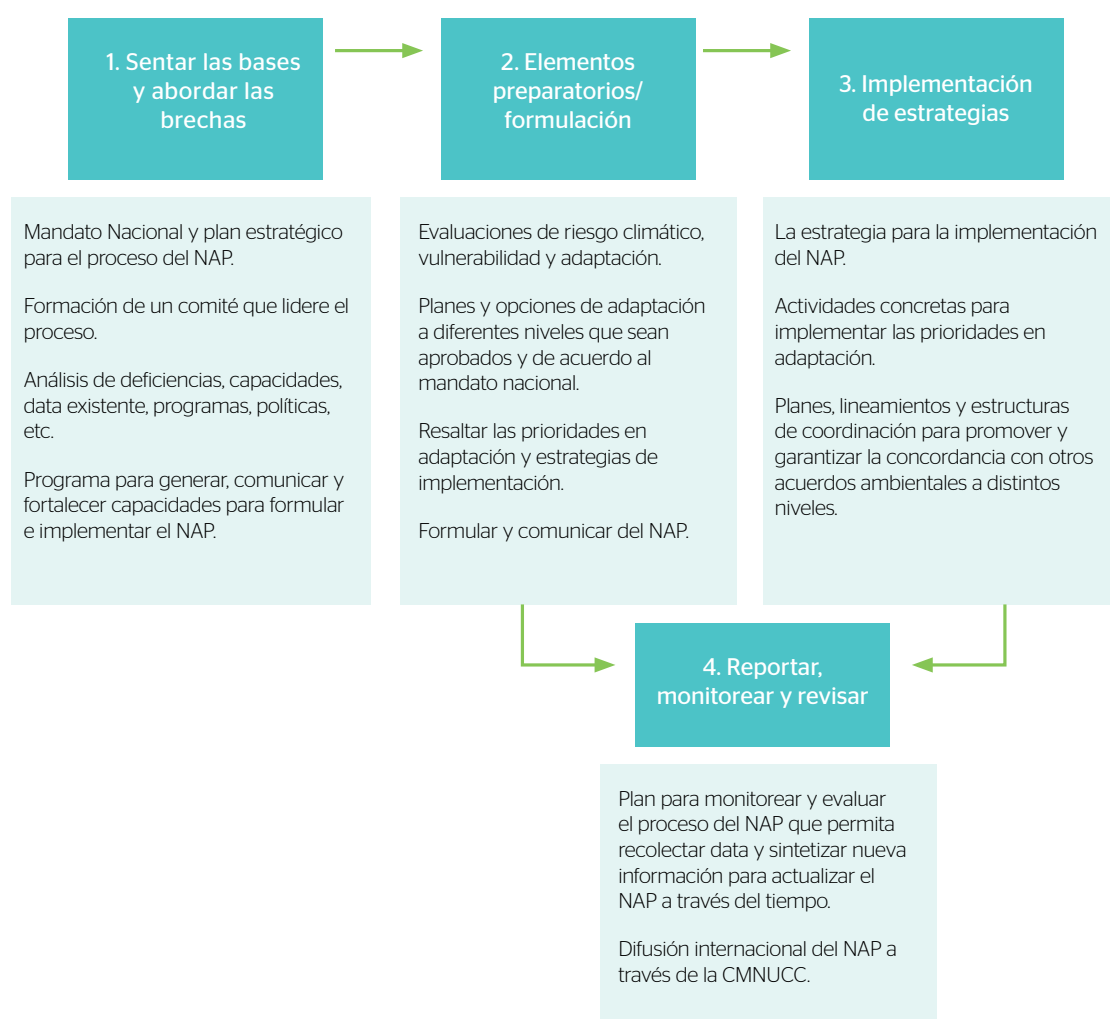 1. Sentar las bases
y abordar las
brechas
Mandato Nacional y plan estratégico
para el proceso del NAP.
Formación de un comité que lidere el
proceso.
Análisis de deficiencias, capacidades,
data existente, programas, políticas,
etc.
Programa para generar, comunicar y
fortalecer capacidades para formular
e implementar el NAP.
2. Elementos
preparatorios/
formulación
Evaluaciones de riesgo climático,
vulnerabilidad y adaptación.
Planes y opciones de adaptación
a diferentes niveles que sean
aprobados y de acuerdo al
mandato nacional.
Resaltar las prioridades en
adaptación y estrategias de
implementación.
Formular y comunicar del NAP.
3. Implementación
de estrategias
La estrategia para la implementación
del NAP.
Actividades concretas para
implementar las prioridades en
adaptación.
Planes, lineamientos y estructuras
de coordinación para promover y
garantizar la concordancia con otros
acuerdos ambientales a distintos
niveles.
4. Reportar,
monitorear y revisar
Plan para monitorear y evaluar
el proceso del NAP que permita
recolectar data y sintetizar nueva
información para actualizar el
NAP a través del tiempo.
Difusión internacional del NAP a
través de la CMNUCC.